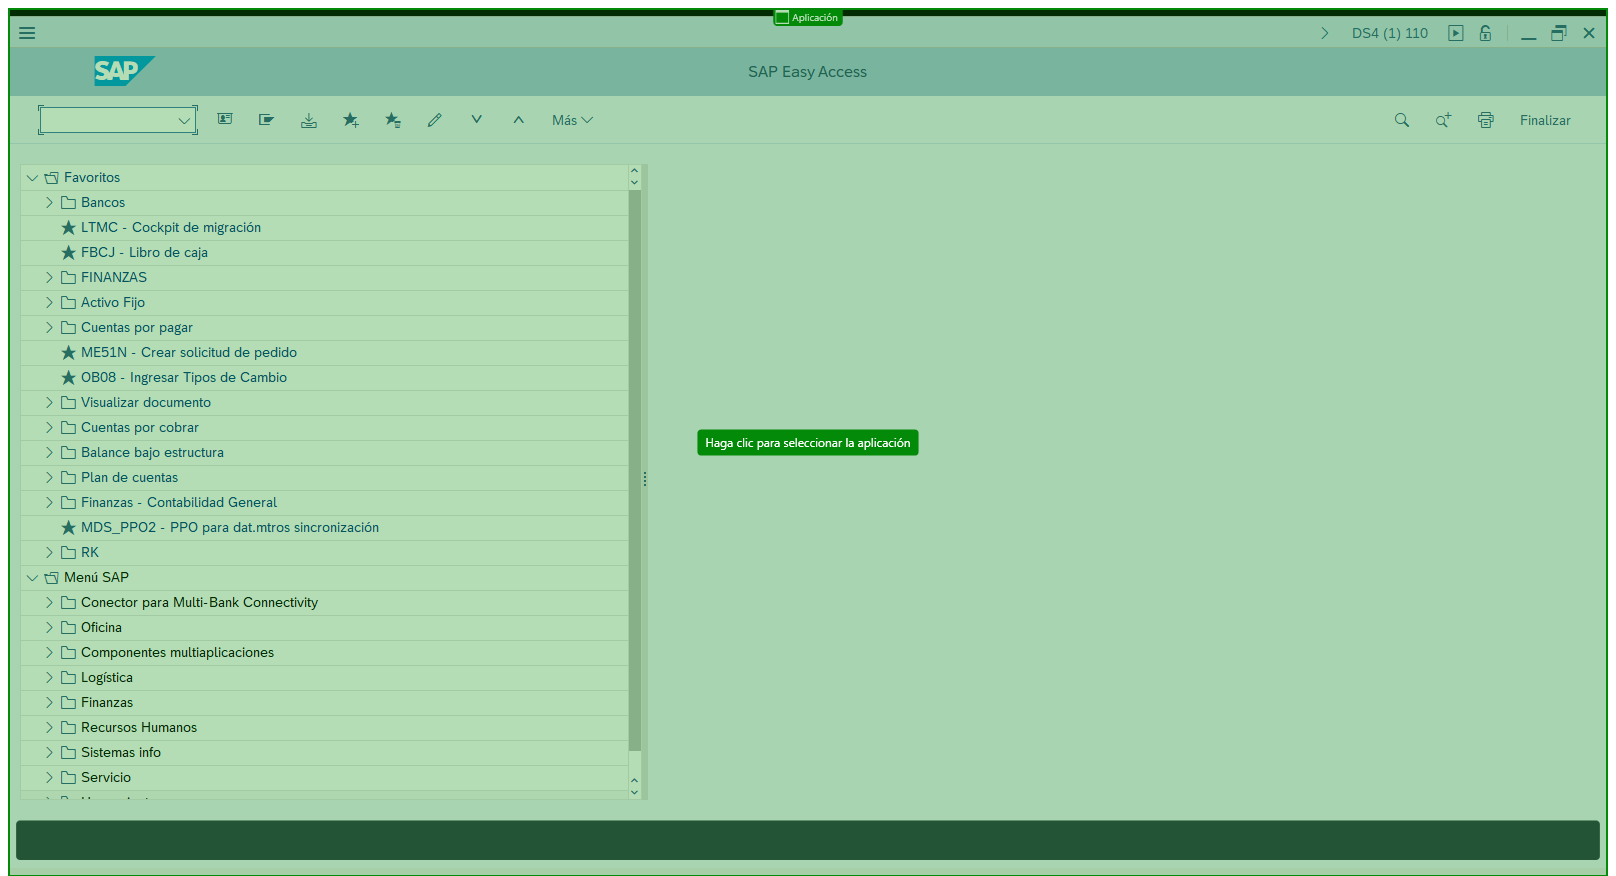 Aplicación
DS4 (1) 110
SAP
SAP Easy Access
Más
Finalizar
Favoritos
Bancos
LTMC - Cockpit de migración
FBCJ - Libro de caja
FINANZAS
Activo Fijo
Cuentas por pagar
ME51N - Crear solicitud de pedido
OB08 - Ingresar Tipos de Cambio
Visualizar documento
Cuentas por cobrar
Haga clic para seleccionar la aplicación
Balance bajo estructura
Plan de cuentas
Finanzas - Contabilidad General
MDS_PPO2 - PPO para dat.mtros sincronización
RK
Menú SAP
Conector para Multi-Bank Connectivity
Oficina
Componentes multiaplicaciones
Logística
Finanzas
Recursos Humanos
Sistemas info
Servicio